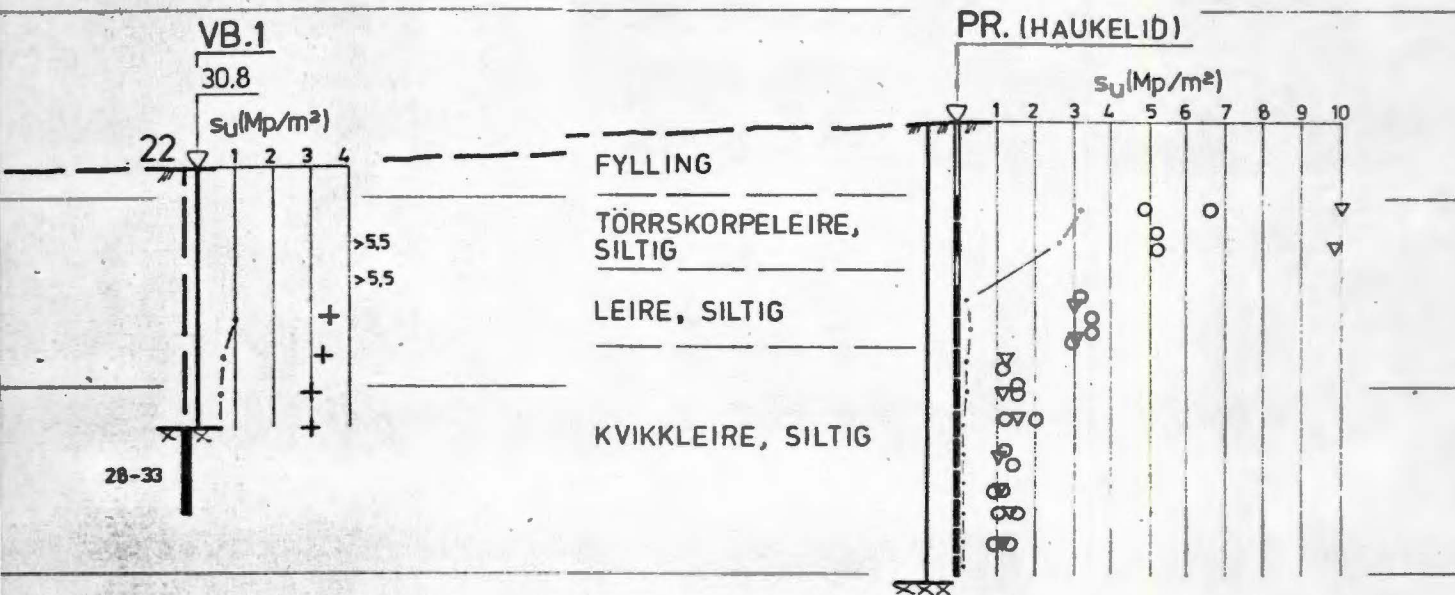 VB.1
30.8
su(Mp/m²)
22
1 2 3 4
>5,5
>5,5
28-33
FYLLING
TÖRRSKORPELEIRE,
SILTIG
LEIRE, SILTIG
KVIKKLEIRE, SILTIG
PR. (HAUKELID)
su(Mp/m²)
1 2 3 4 5 6 7 8 9 10